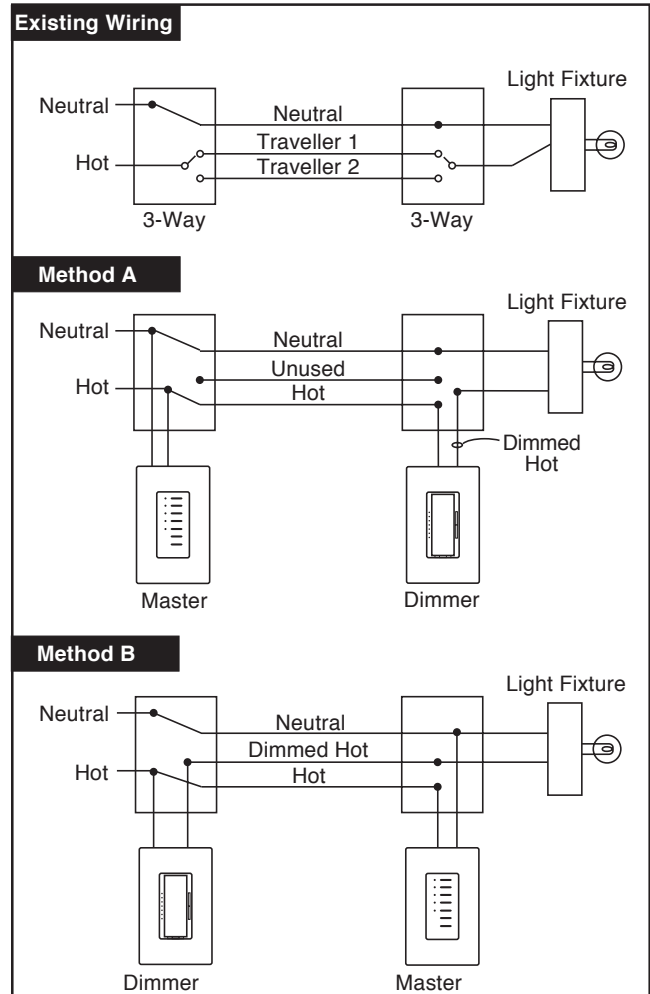 Existing Wiring
Light Fixture
Neutral
Neutral
Traveller 1
Hot
Traveller 2
3-Way
3-Way
Method A
Light Fixture
Neutral
Neutral
Unused
Hot
Hot
Dimmed
Hot
Master
Dimmer
Method B
Light Fixture
Neutral
Neutral
Dimmed Hot
Hot
Hot
Dimmer
Master